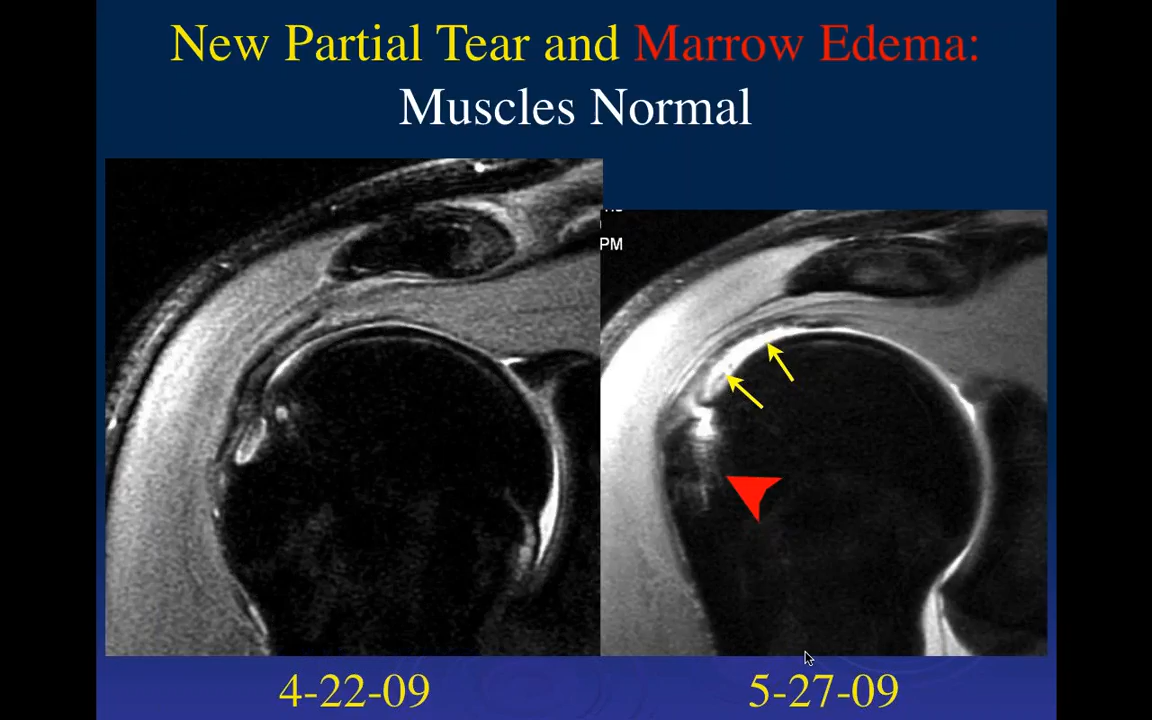 New Partial Tear and Marrow Edema:
Muscles Normal
PM
4-22-09
5-27-09